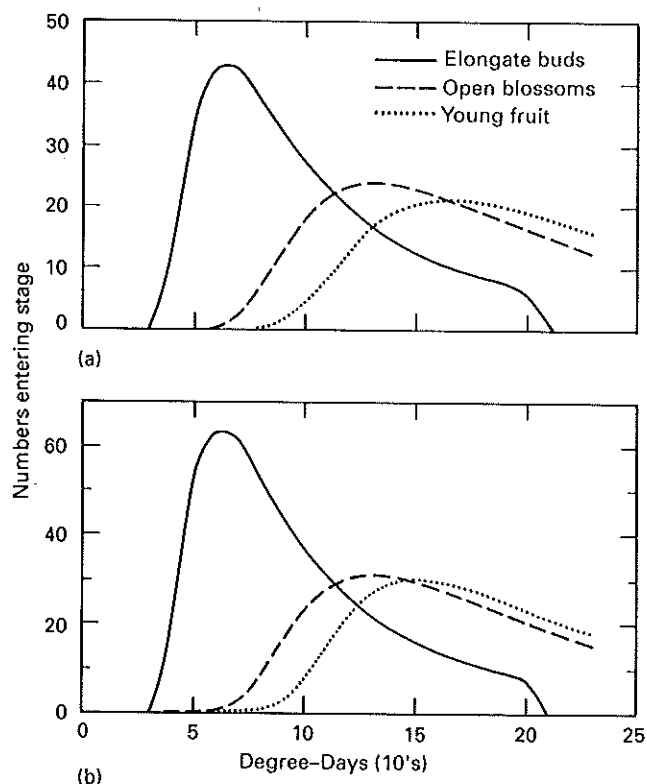 50
40
30
20
10
0
Elongate buds
Open blossoms
Young fruit
(a)
Numbers entering stage
60
40
20
0
0 5 10 15 20 25
Degree–Days (10's)
(b)